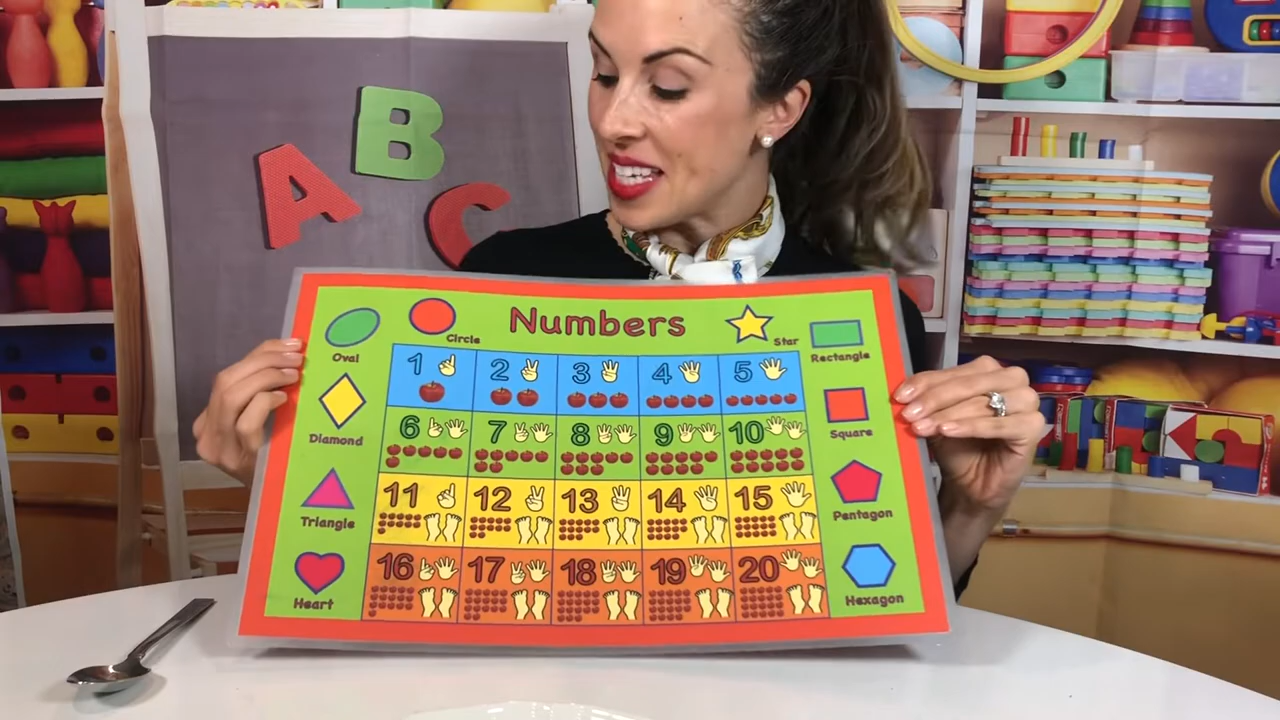 A B C
Numbers
Oval
Circle
Star
Rectangle
1 2 3 4 5
Diamond
Square
6 7 8 9 10
Triangle
Pentagon
11 12 13 14 15
Heart
Hexagon
16 17 18 19 20